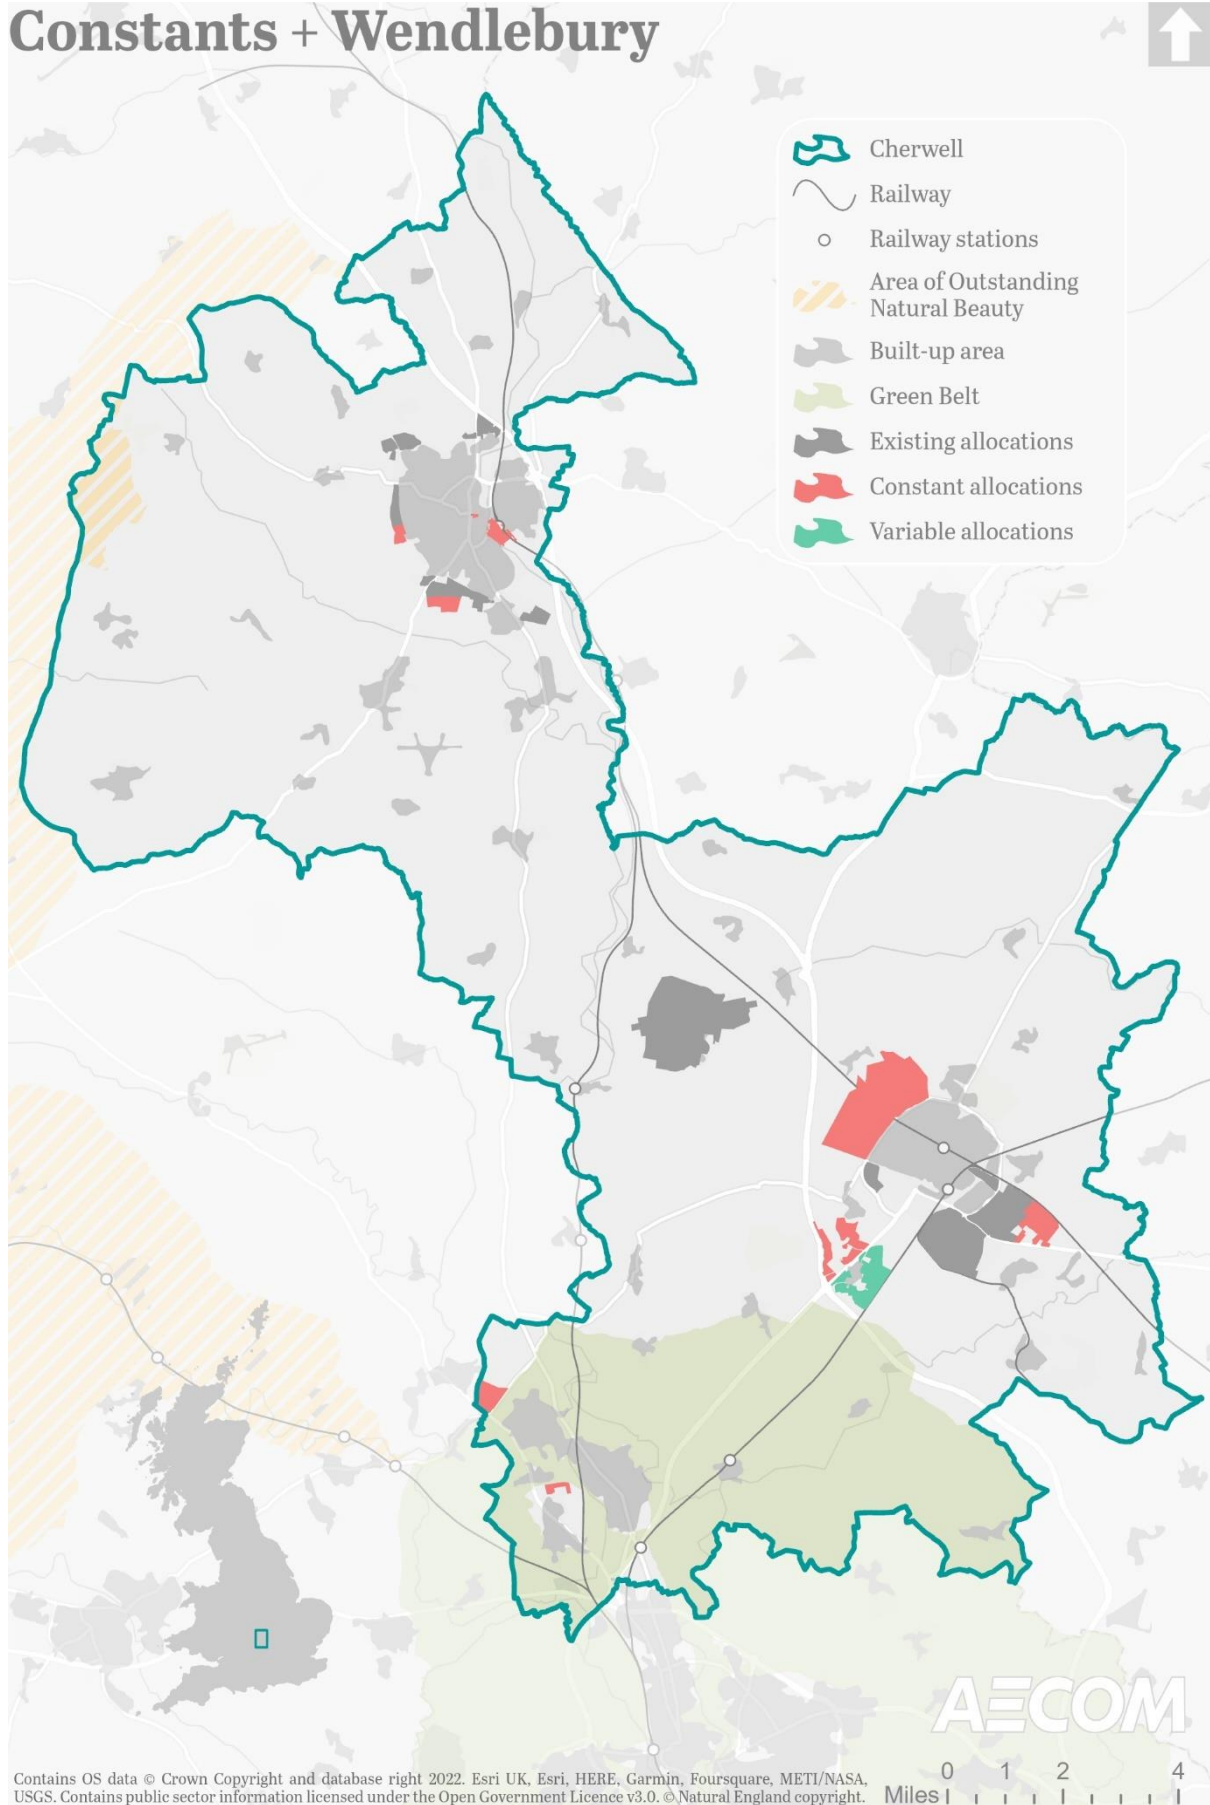 Constants + Wendlebury
Cherwell
Railway
Railway stations
Area of Outstanding
Natural Beauty
Built-up area
Green Belt
Existing allocations
Constant allocations
Variable allocations
AECOM
Contains OS data © Crown Copyright and database right 2022. Esri UK, Esri, HERE, Garmin, Foursquare, METI/NASA,
USGS. Contains public sector information licensed under the Open Government Licence v3.0. © Natural England copyright.
0 1 2 4
Miles